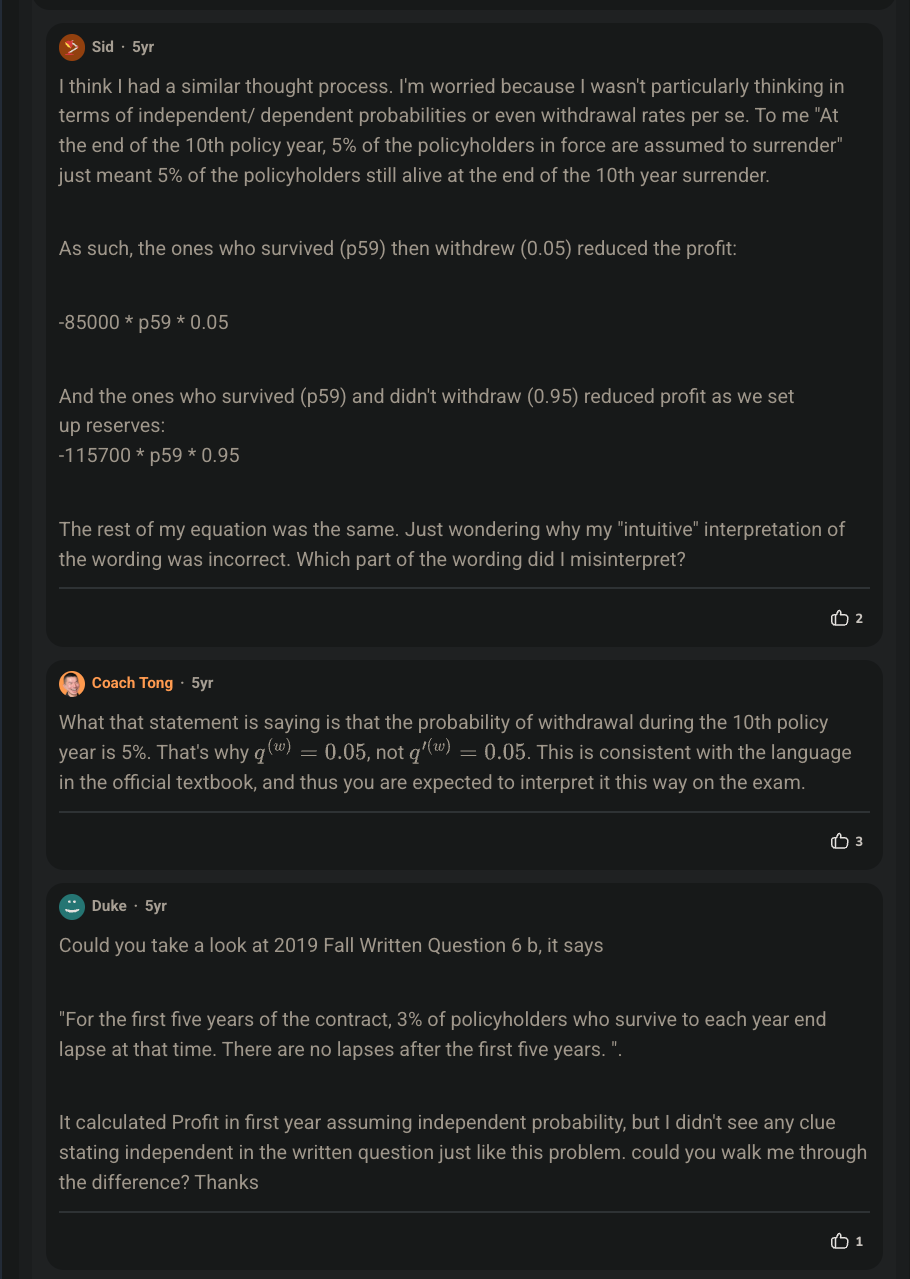 Sid · 5yr
I think I had a similar thought process. I'm worried because I wasn't particularly thinking in
terms of independent/ dependent probabilities or even withdrawal rates per se. To me "At
the end of the 10th policy year, 5% of the policyholders in force are assumed to surrender"
just meant 5% of the policyholders still alive at the end of the 10th year surrender.
As such, the ones who survived (p59) then withdrew (0.05) reduced the profit:
-85000 * p59 * 0.05
And the ones who survived (p59) and didn't withdraw (0.95) reduced profit as we set
up reserves:
-115700 * p59 * 0.95
The rest of my equation was the same. Just wondering why my "intuitive" interpretation of
the wording was incorrect. Which part of the wording did I misinterpret?
2
Coach Tong · 5yr
What that statement is saying is that the probability of withdrawal during the 10th policy
year is 5%. That's why q^(w) = 0.05, not q'^(w) = 0.05. This is consistent with the language
in the official textbook, and thus you are expected to interpret it this way on the exam.
3
Duke · 5yr
Could you take a look at 2019 Fall Written Question 6 b, it says
"For the first five years of the contract, 3% of policyholders who survive to each year end
lapse at that time. There are no lapses after the first five years. ".
It calculated Profit in first year assuming independent probability, but I didn't see any clue
stating independent in the written question just like this problem. could you walk me through
the difference? Thanks
1